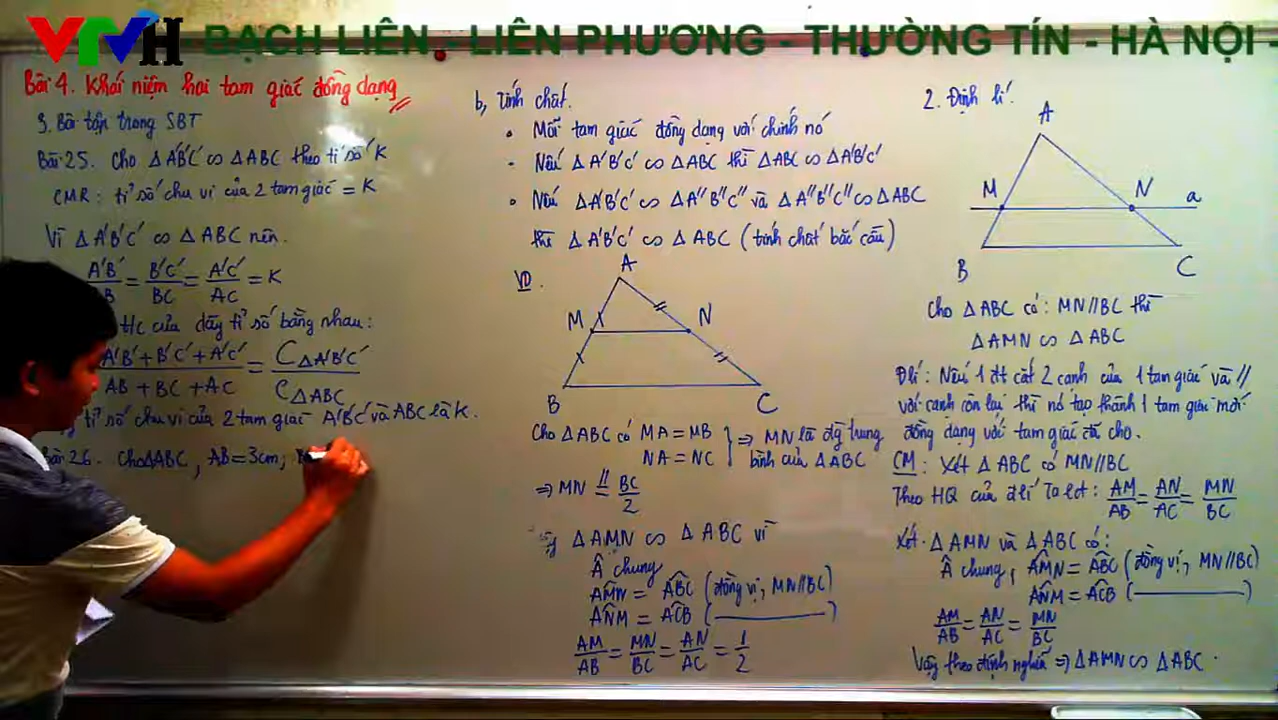 VTVH - BẠCH LIÊN - LIÊN PHƯƠNG - THƯỜNG TÍN - HÀ NỘI -
Bài 4. Khái niệm hai tam giác đồng dạng
3. Bài tập trong SBT
Bài 25. Cho ΔA'B'C' ∽ ΔABC theo tỉ số K
CMR: tỉ số chu vi của 2 tam giác = K
Vì ΔA'B'C' ∽ ΔABC nên.
A'B'/B = B'C'/BC = A'C'/AC = K
t/c của dãy tỉ số bằng nhau:
A'B' + B'C' + A'C' / AB + BC + AC = CΔA'B'C' / CΔABC
tỉ số chu vi của 2 tam giác A'B'C' và ABC là K.
Bài 26. Cho ΔABC, AB = 3cm;
b, Tính chất.
• Mỗi tam giác đồng dạng với chính nó
• Nếu ΔA'B'C' ∽ ΔABC thì ΔABC ∽ ΔA'B'C'
• Nếu ΔA'B'C' ∽ ΔA''B''C'' và ΔA''B''C'' ∽ ΔABC
thì ΔA'B'C' ∽ ΔABC (tính chất bắc cầu)
VD.
A
M N
B C
Cho ΔABC có MA = MB
NA = NC
⇒ MN là đg trung
bình của ΔABC
⇒ MN // = BC/2
ΔAMN ∽ ΔABC vì
Â chung
AMN = ABC (đồng vị, MN//BC)
ANM = ACB ( ——— )
AM/AB = MN/BC = AN/AC = 1/2
2. Định lí.
A
M N a
B C
Cho ΔABC có: MN//BC thì
ΔAMN ∽ ΔABC
Đlí: Nếu 1 đt cắt 2 cạnh của 1 tam giác và //
với cạnh còn lại thì nó tạo thành 1 tam giác mới
đồng dạng với tam giác đã cho.
CM: Xét ΔABC có MN//BC
Theo HQ của đlí Talet: AM/AB = AN/AC = MN/BC
Xét ΔAMN và ΔABC có:
Â chung, AMN = ABC (đồng vị, MN//BC)
ANM = ACB ( ——— )
AM/AB = AN/AC = MN/BC
Vậy theo định nghĩa ⇒ ΔAMN ∽ ΔABC.